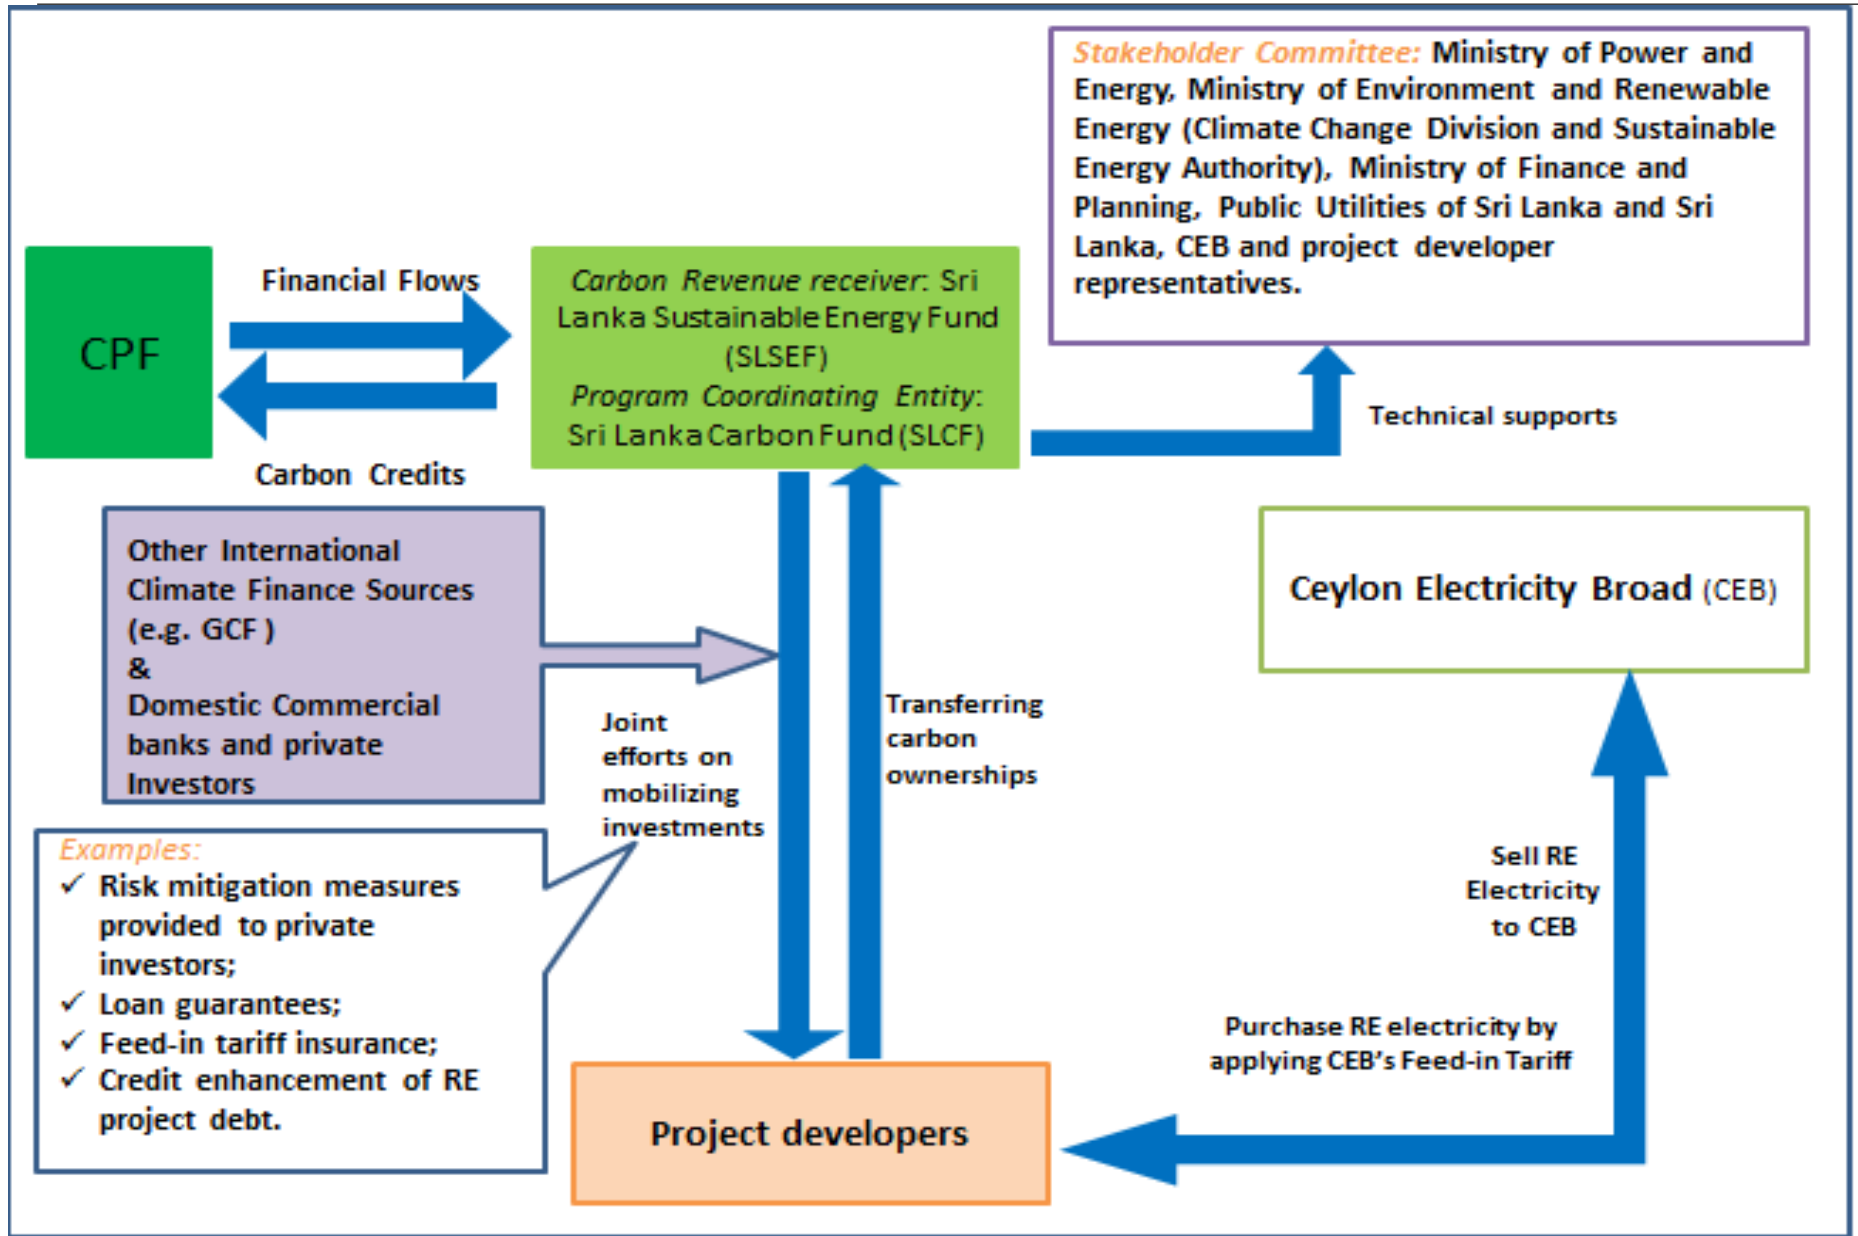 Stakeholder Committee: Ministry of Power and
Energy, Ministry of Environment and Renewable
Energy (Climate Change Division and Sustainable
Energy Authority), Ministry of Finance and
Planning, Public Utilities of Sri Lanka and Sri
Lanka, CEB and project developer
representatives.
CPF
Financial Flows
Carbon Credits
Carbon Revenue receiver: Sri
Lanka Sustainable Energy Fund
(SLSEF)
Program Coordinating Entity:
Sri Lanka Carbon Fund (SLCF)
Technical supports
Other International
Climate Finance Sources
(e.g. GCF )
&
Domestic Commercial
banks and private
Investors
Joint
efforts on
mobilizing
investments
Transferring
carbon
ownerships
Ceylon Electricity Broad (CEB)
Examples:
✓ Risk mitigation measures
provided to private
investors;
✓ Loan guarantees;
✓ Feed-in tariff insurance;
✓ Credit enhancement of RE
project debt.
Sell RE
Electricity
to CEB
Purchase RE electricity by
applying CEB's Feed-in Tariff
Project developers